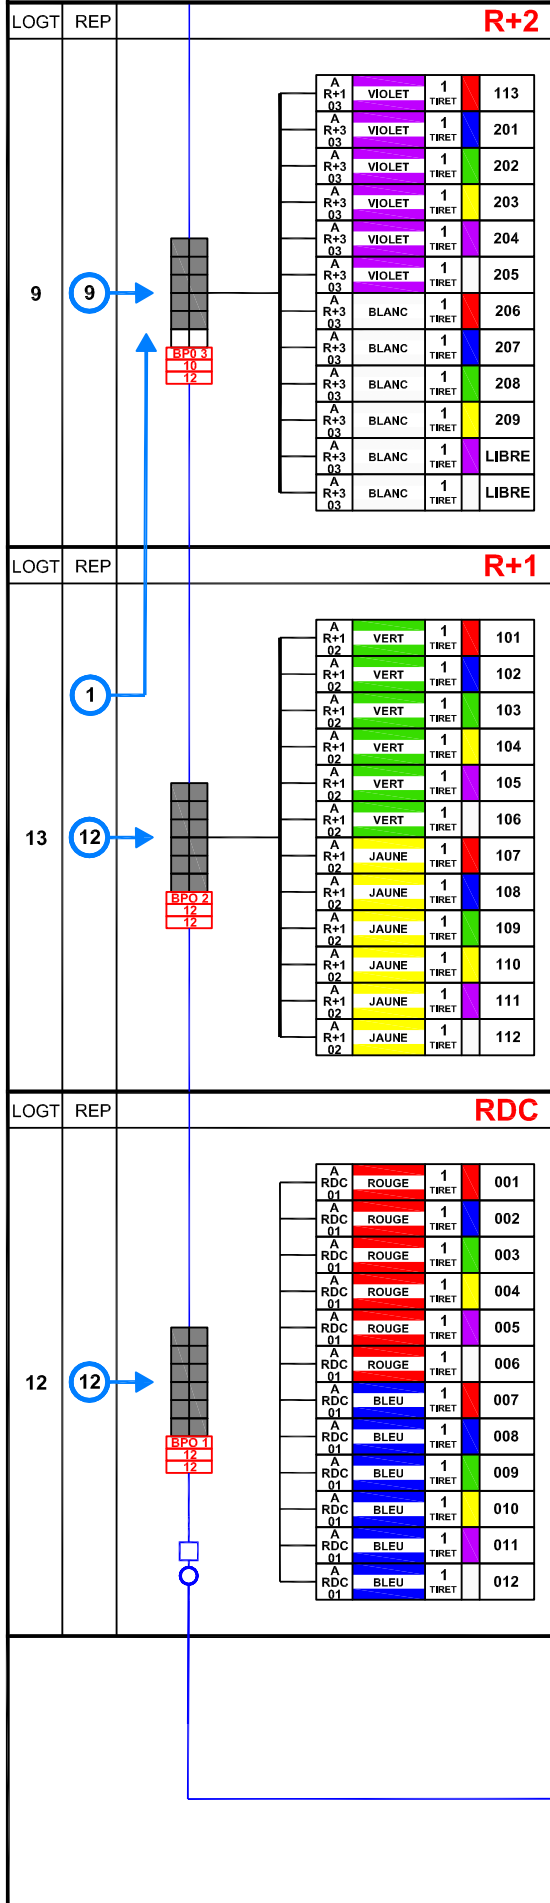 LOGT REP R+2
A R+1 03 VIOLET 1 TIRET 113
A R+3 03 VIOLET 1 TIRET 201
A R+3 03 VIOLET 1 TIRET 202
A R+3 03 VIOLET 1 TIRET 203
A R+3 03 VIOLET 1 TIRET 204
A R+3 03 VIOLET 1 TIRET 205
9 9
A R+3 03 BLANC 1 TIRET 206
A R+3 03 BLANC 1 TIRET 207
A R+3 03 BLANC 1 TIRET 208
A R+3 03 BLANC 1 TIRET 209
A R+3 03 BLANC 1 TIRET LIBRE
A R+3 03 BLANC 1 TIRET LIBRE
BPO 3
10
12
LOGT REP R+1
A R+1 02 VERT 1 TIRET 101
A R+1 02 VERT 1 TIRET 102
A R+1 02 VERT 1 TIRET 103
A R+1 02 VERT 1 TIRET 104
A R+1 02 VERT 1 TIRET 105
A R+1 02 VERT 1 TIRET 106
1
13 12
A R+1 02 JAUNE 1 TIRET 107
A R+1 02 JAUNE 1 TIRET 108
A R+1 02 JAUNE 1 TIRET 109
A R+1 02 JAUNE 1 TIRET 110
A R+1 02 JAUNE 1 TIRET 111
A R+1 02 JAUNE 1 TIRET 112
BPO 2
12
12
LOGT REP RDC
A RDC 01 ROUGE 1 TIRET 001
A RDC 01 ROUGE 1 TIRET 002
A RDC 01 ROUGE 1 TIRET 003
A RDC 01 ROUGE 1 TIRET 004
A RDC 01 ROUGE 1 TIRET 005
A RDC 01 ROUGE 1 TIRET 006
12 12
A RDC 01 BLEU 1 TIRET 007
A RDC 01 BLEU 1 TIRET 008
A RDC 01 BLEU 1 TIRET 009
A RDC 01 BLEU 1 TIRET 010
A RDC 01 BLEU 1 TIRET 011
A RDC 01 BLEU 1 TIRET 012
BPO 1
12
12